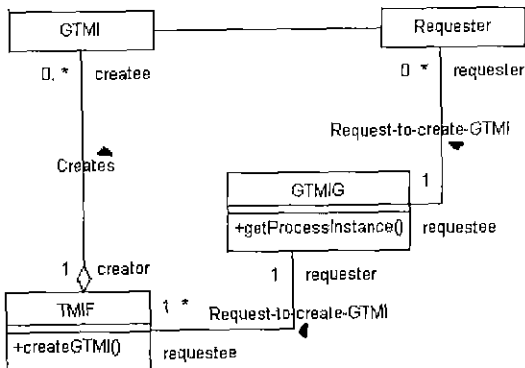 GTMI
Requester
0..* createe
0..* requester
Request-to-create-GTMI
Creates
GTMIG
1
+getProcessInstance()
requestee
1 creator
1 requester
TMIF
1..*
Request-to-create-GTMI
+createGTMI()
requestee